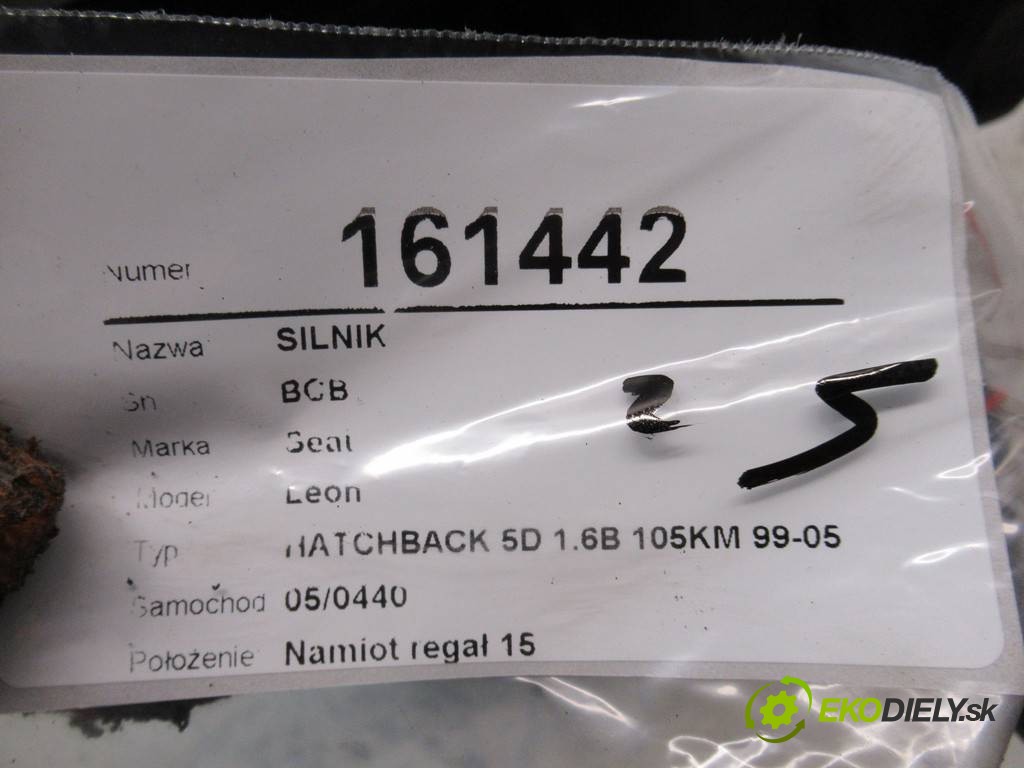 Numer 161442
Nazwa SILNIK
Sn BCB
Marka Seat
Model Leon
Typ HATCHBACK 5D 1.6B 105KM 99-05
Samochod 05/0440
Położenie Namiot regał 15
25
EKODIELY.sk